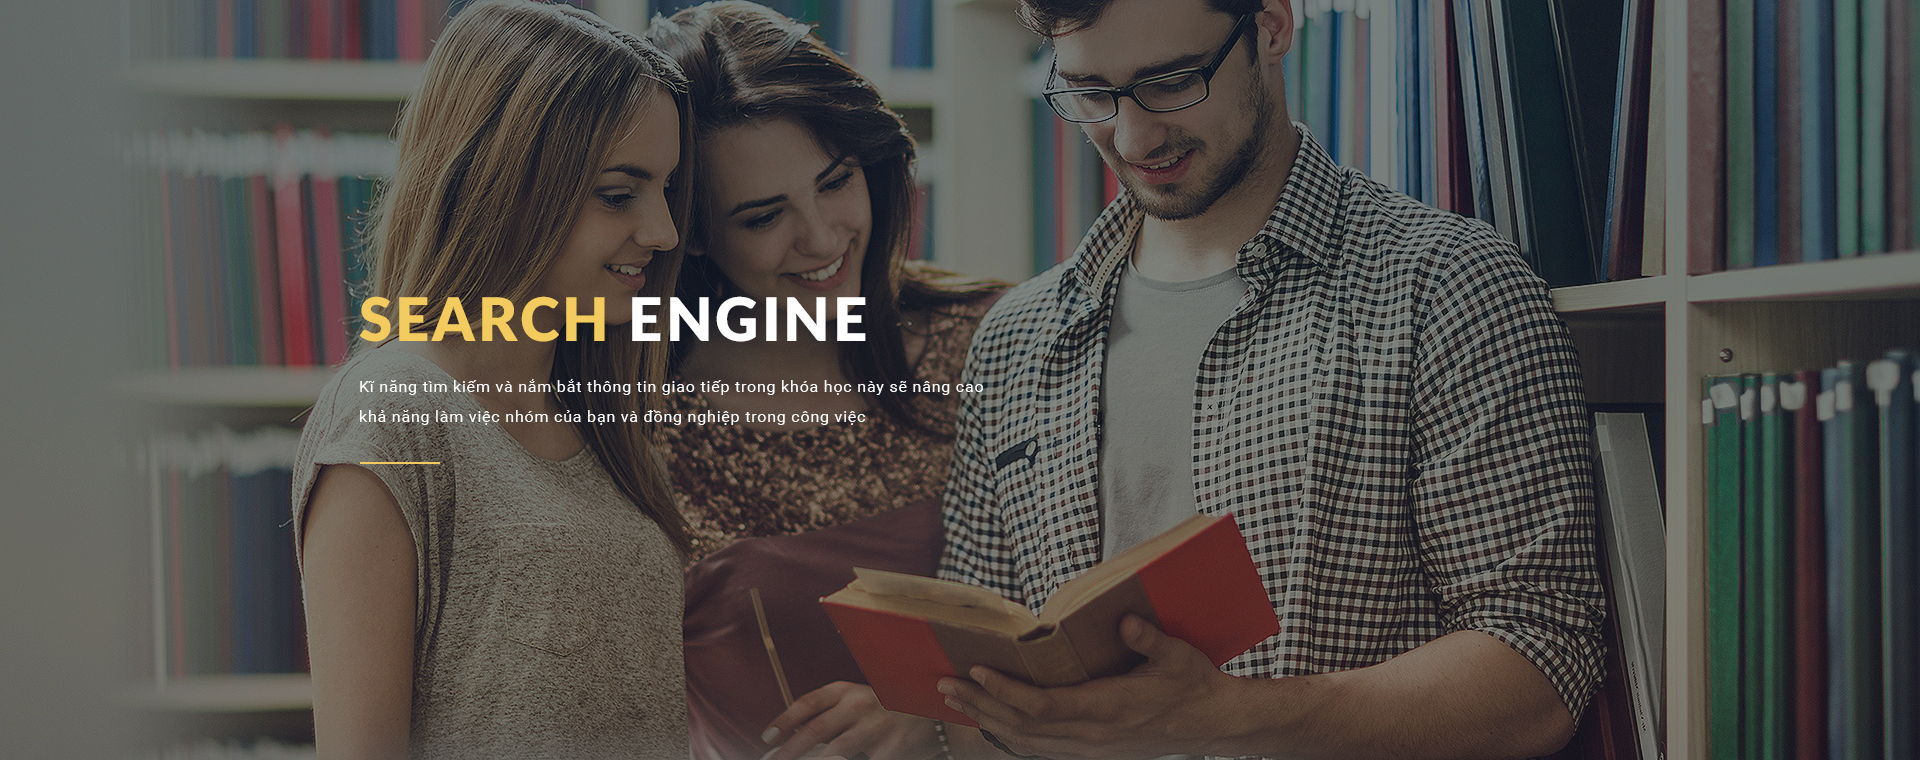 SEARCH ENGINE
Kĩ năng tìm kiếm và nắm bắt thông tin giao tiếp trong khóa học này sẽ nâng cao
khả năng làm việc nhóm của bạn và đồng nghiệp trong công việc